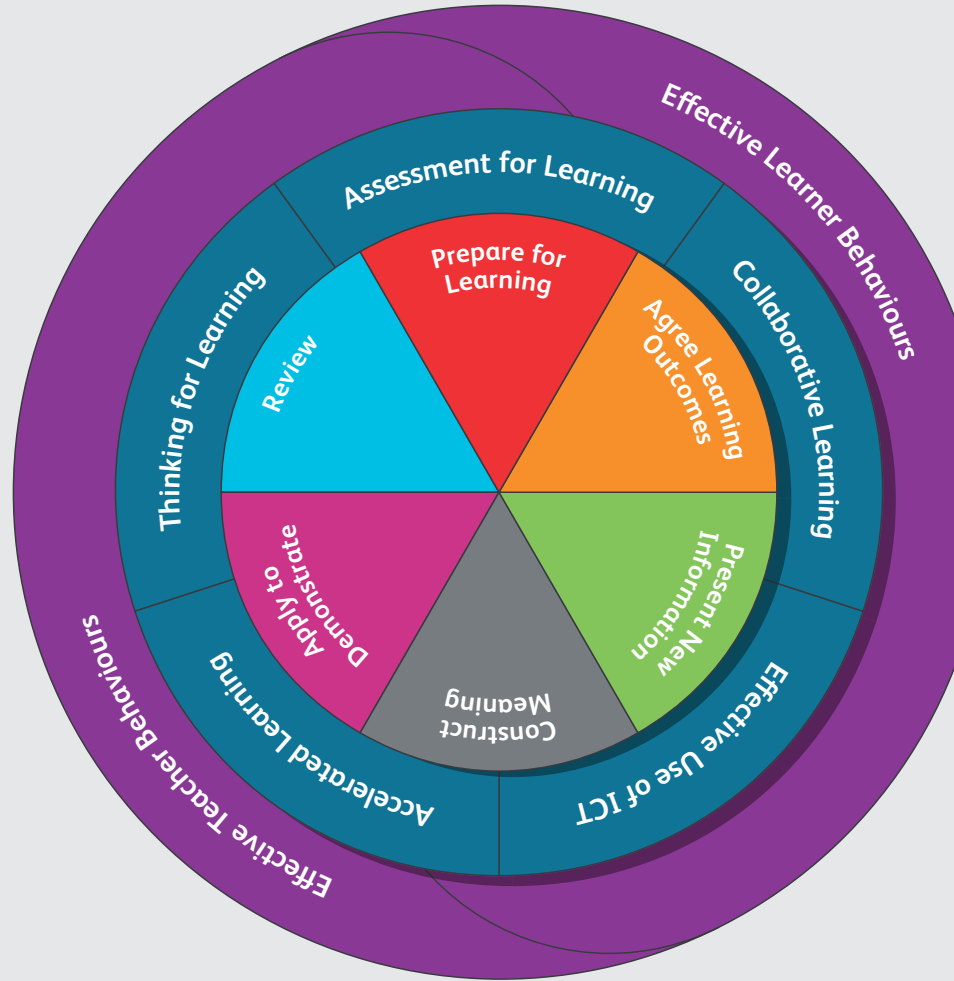 Effective Learner Behaviours
Effective Teacher Behaviours
Assessment for Learning
Collaborative Learning
Effective Use of ICT
Accelerated Learning
Thinking for Learning
Prepare for
Learning
Agree Learning
Outcomes
Present New
Information
Construct
Meaning
Apply to
Demonstrate
Review